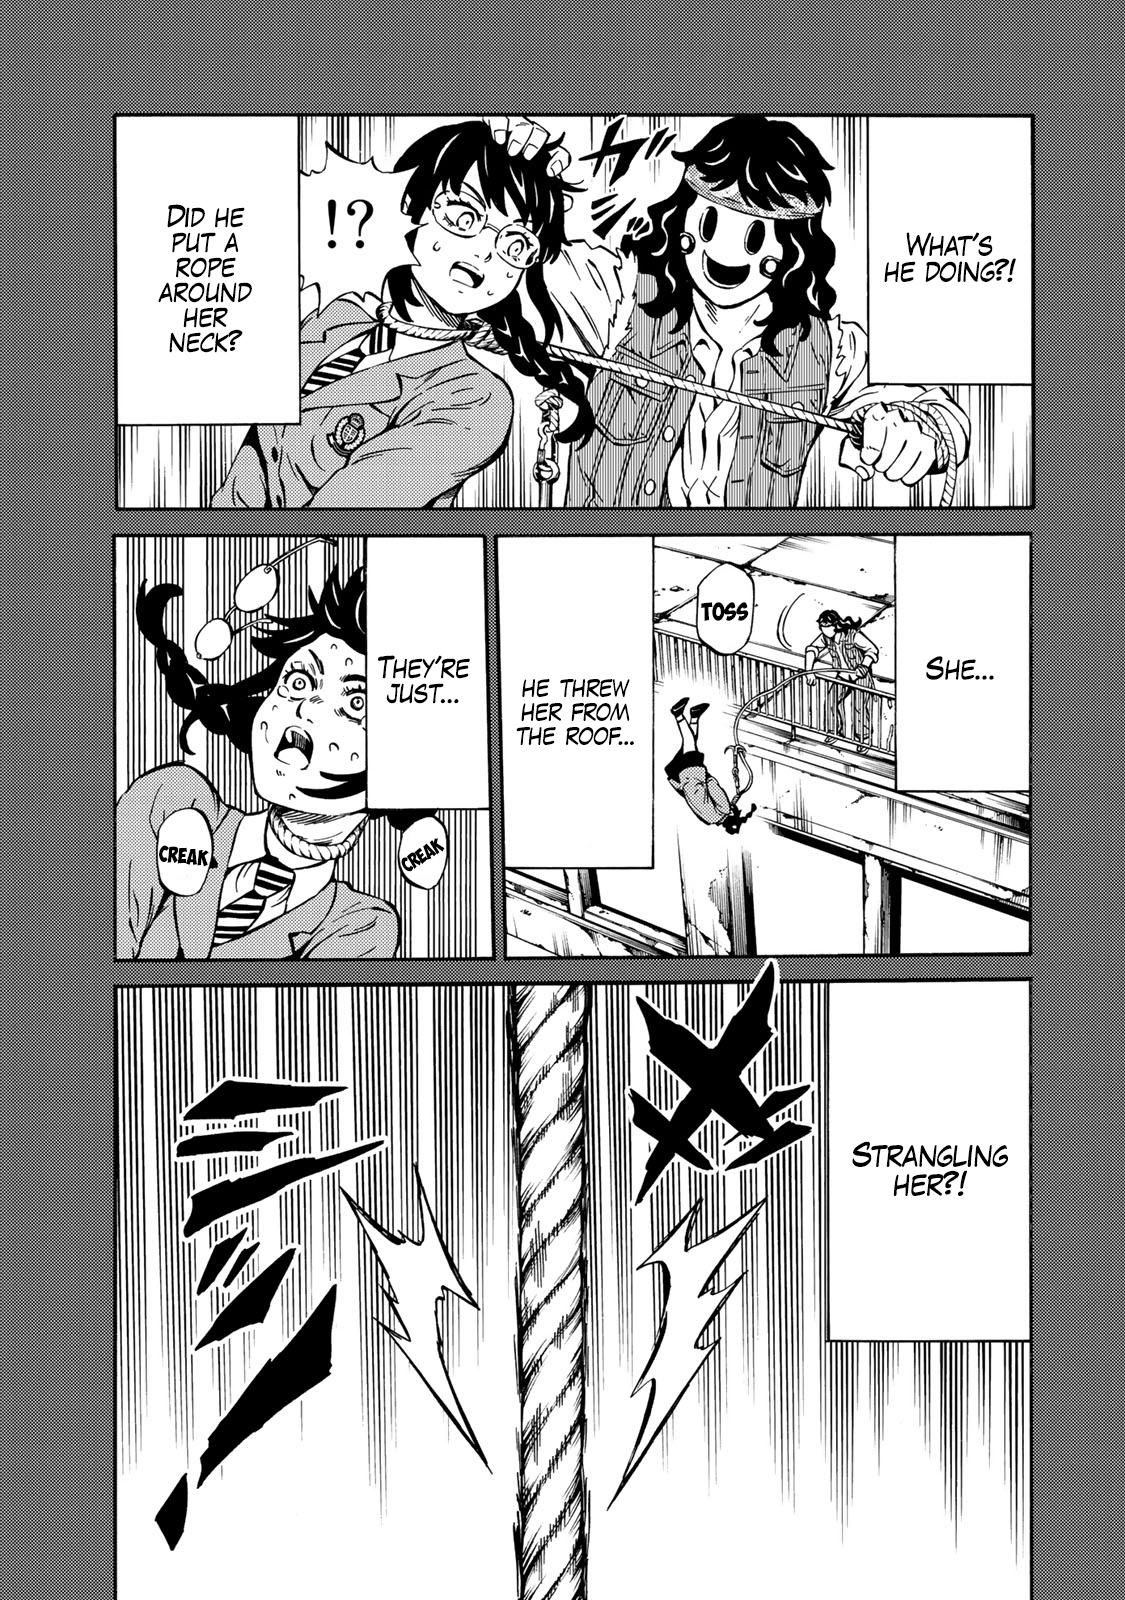 WHAT'S
HE DOING?!
!?
DID HE
PUT A
ROPE
AROUND
HER
NECK?
SHE...
TOSS
HE THREW
HER FROM
THE ROOF...
THEY'RE
JUST...
CREAK
CREAK
STRANGLING
HER?!